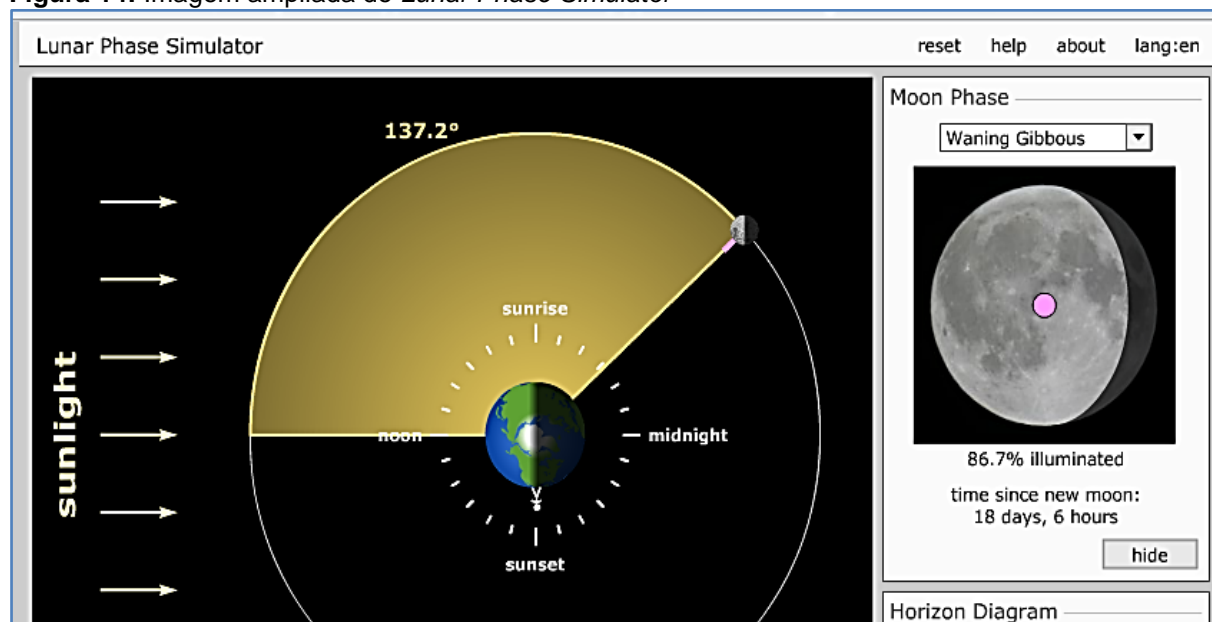 Figura 14. Imagem ampliada do Lunar Phase Simulator
Lunar Phase Simulator
reset help about lang:en
137.2°
sunlight
sunrise
noon
midnight
sunset
Moon Phase
Waning Gibbous
86.7% illuminated
time since new moon:
18 days, 6 hours
hide
Horizon Diagram